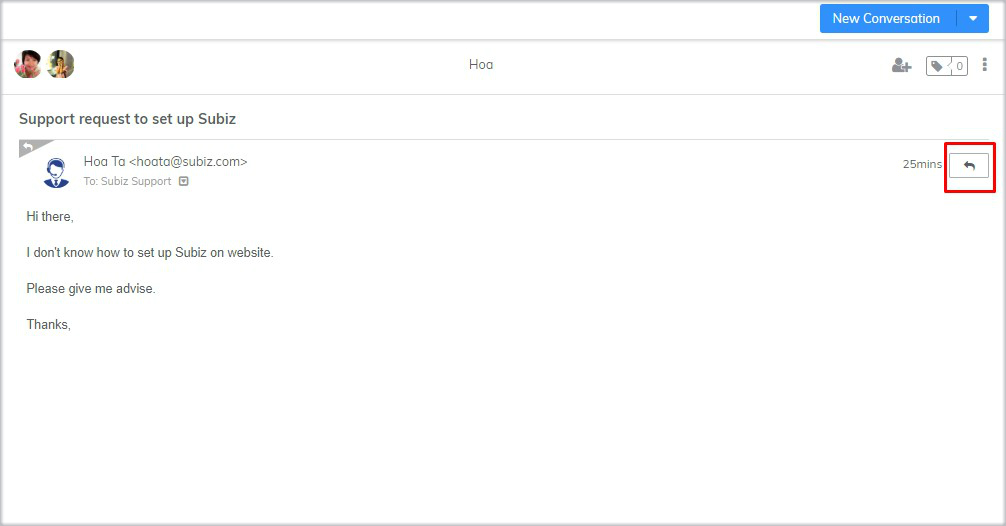 New Conversation
Hoa
0
Support request to set up Subiz
Hoa Ta <hoata@subiz.com>
25mins
To: Subiz Support
Hi there,
I don't know how to set up Subiz on website.
Please give me advise.
Thanks,